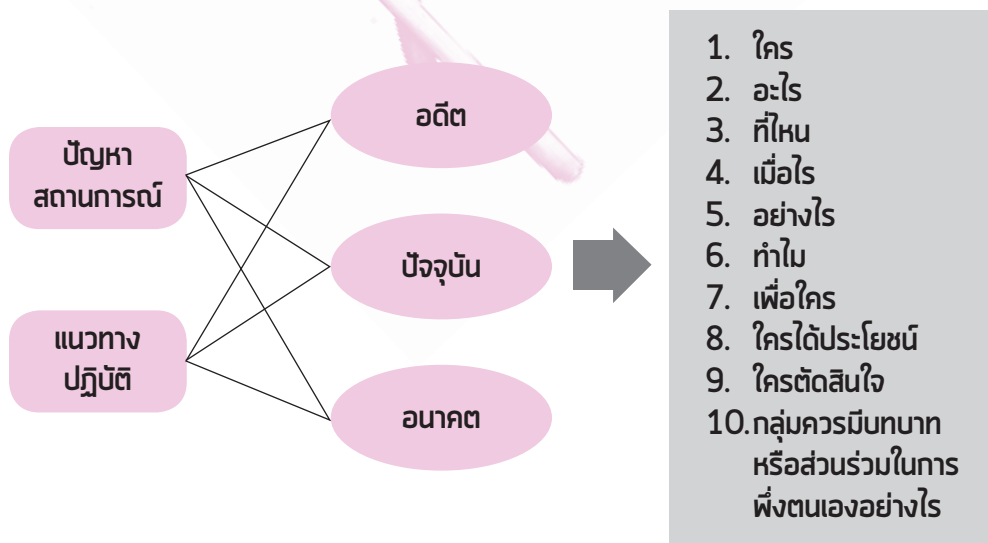 ปัญหา
สถานการณ์
แนวทาง
ปฏิบัติ
อดีต
ปัจจุบัน
อนาคต
1. ใคร
2. อะไร
3. ที่ไหน
4. เมื่อไร
5. อย่างไร
6. ทำไม
7. เพื่อใคร
8. ใครได้ประโยชน์
9. ใครตัดสินใจ
10. กลุ่มควรมีบทบาท
หรือส่วนร่วมในการ
พึ่งตนเองอย่างไร